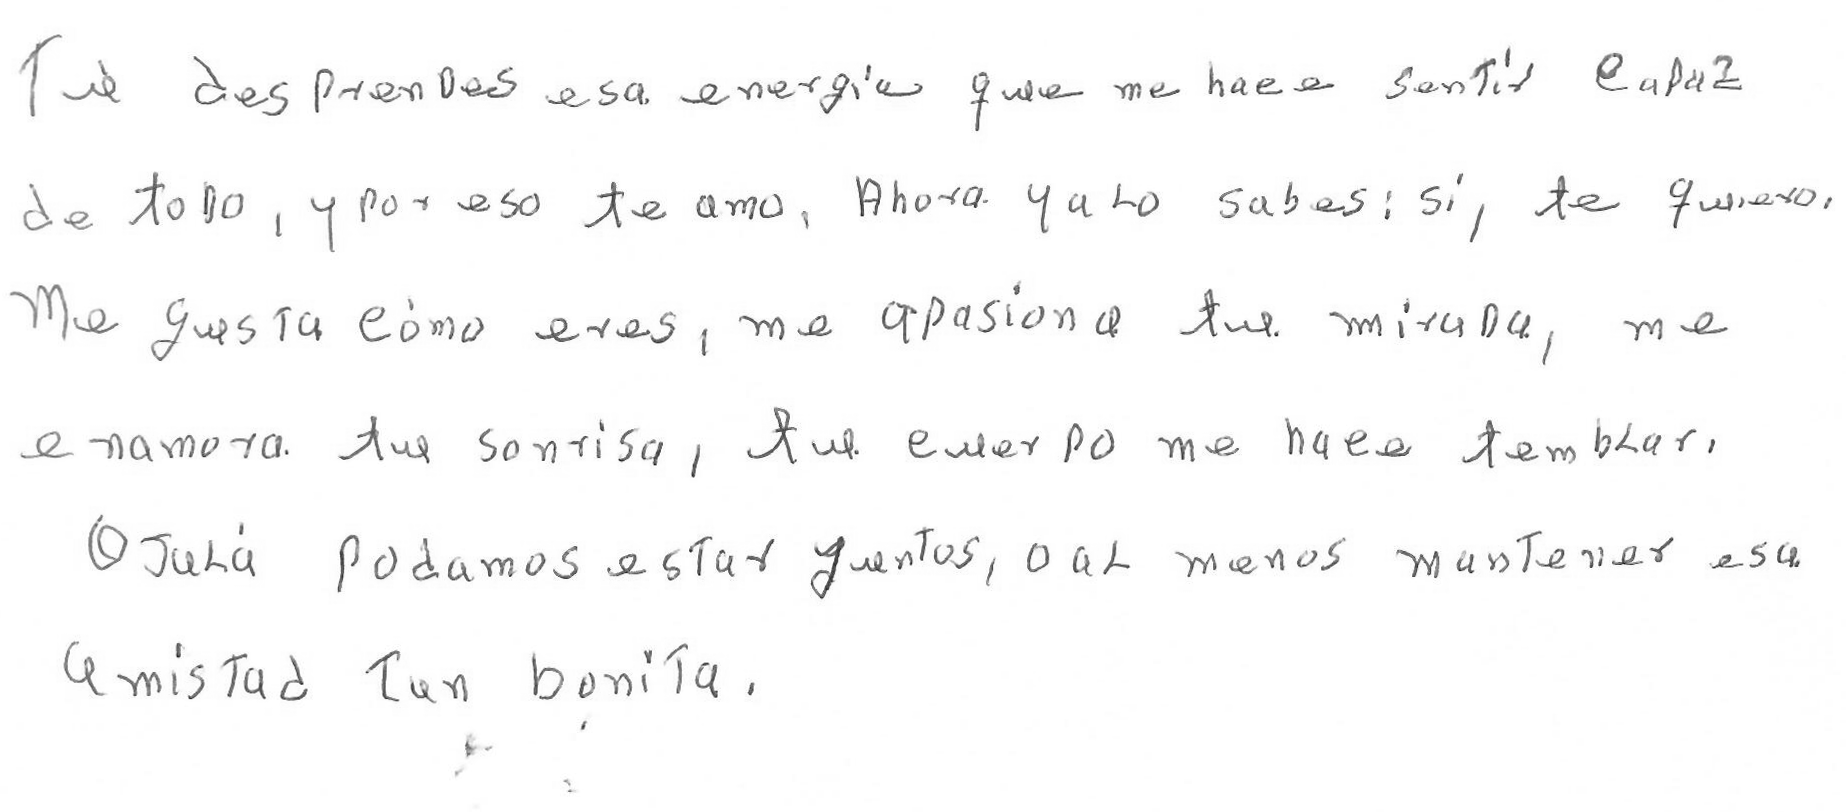 Tú desprendes esa energía que me hace sentir capaz
de todo, y por eso te amo. Ahora ya lo sabes: sí, te quiero.
Me gusta cómo eres, me apasiona tu mirada, me
enamora tu sonrisa, tu cuerpo me hace temblar.
Ojalá podamos estar juntos, o al menos mantener esa
amistad tan bonita.